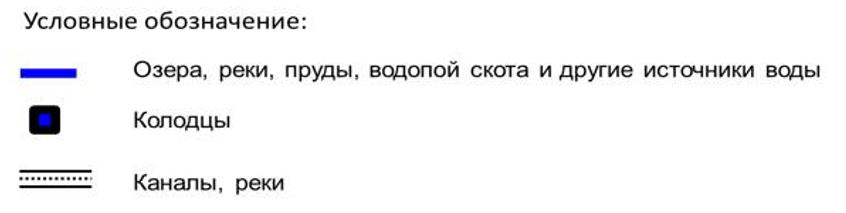 Условные обозначение:
Озера, реки, пруды, водопой скота и другие источники воды
Колодцы
Каналы, реки